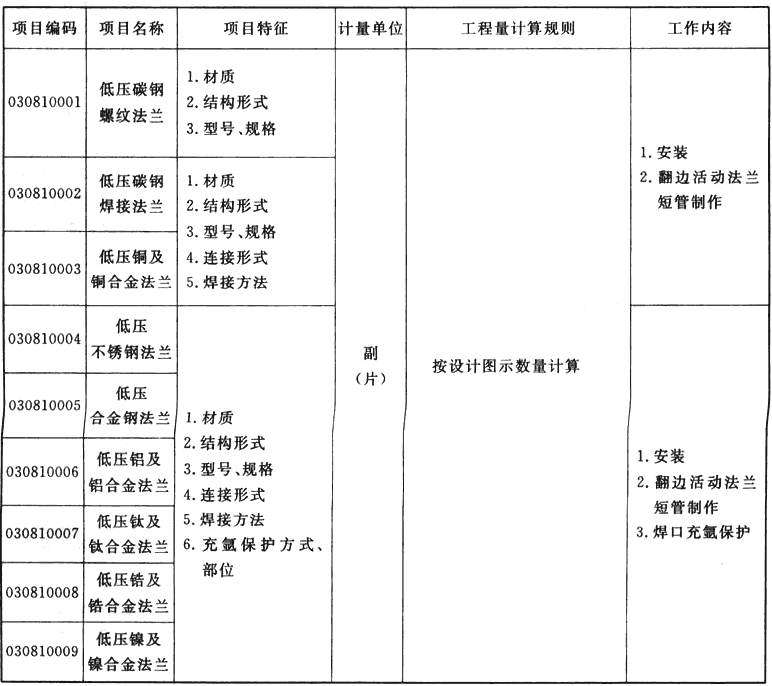 项目编码 项目名称 项目特征 计量单位 工程量计算规则 工作内容
030810001
低压碳钢
螺纹法兰
1. 材质
2. 结构形式
3. 型号、规格
030810002
低压碳钢
焊接法兰
030810003
低压铜及
铜合金法兰
1. 材质
2. 结构形式
3. 型号、规格
4. 连接形式
5. 焊接方法
1. 安装
2. 翻边活动法兰
短管制作
030810004
低压
不锈钢法兰
030810005
低压
合金钢法兰
030810006
低压铝及
铝合金法兰
030810007
低压钛及
钛合金法兰
030810008
低压锆及
锆合金法兰
030810009
低压镍及
镍合金法兰
1. 材质
2. 结构形式
3. 型号、规格
4. 连接形式
5. 焊接方法
6. 充氩保护方式、
部位
副
（片）
按设计图示数量计算
1. 安装
2. 翻边活动法兰
短管制作
3. 焊口充氩保护